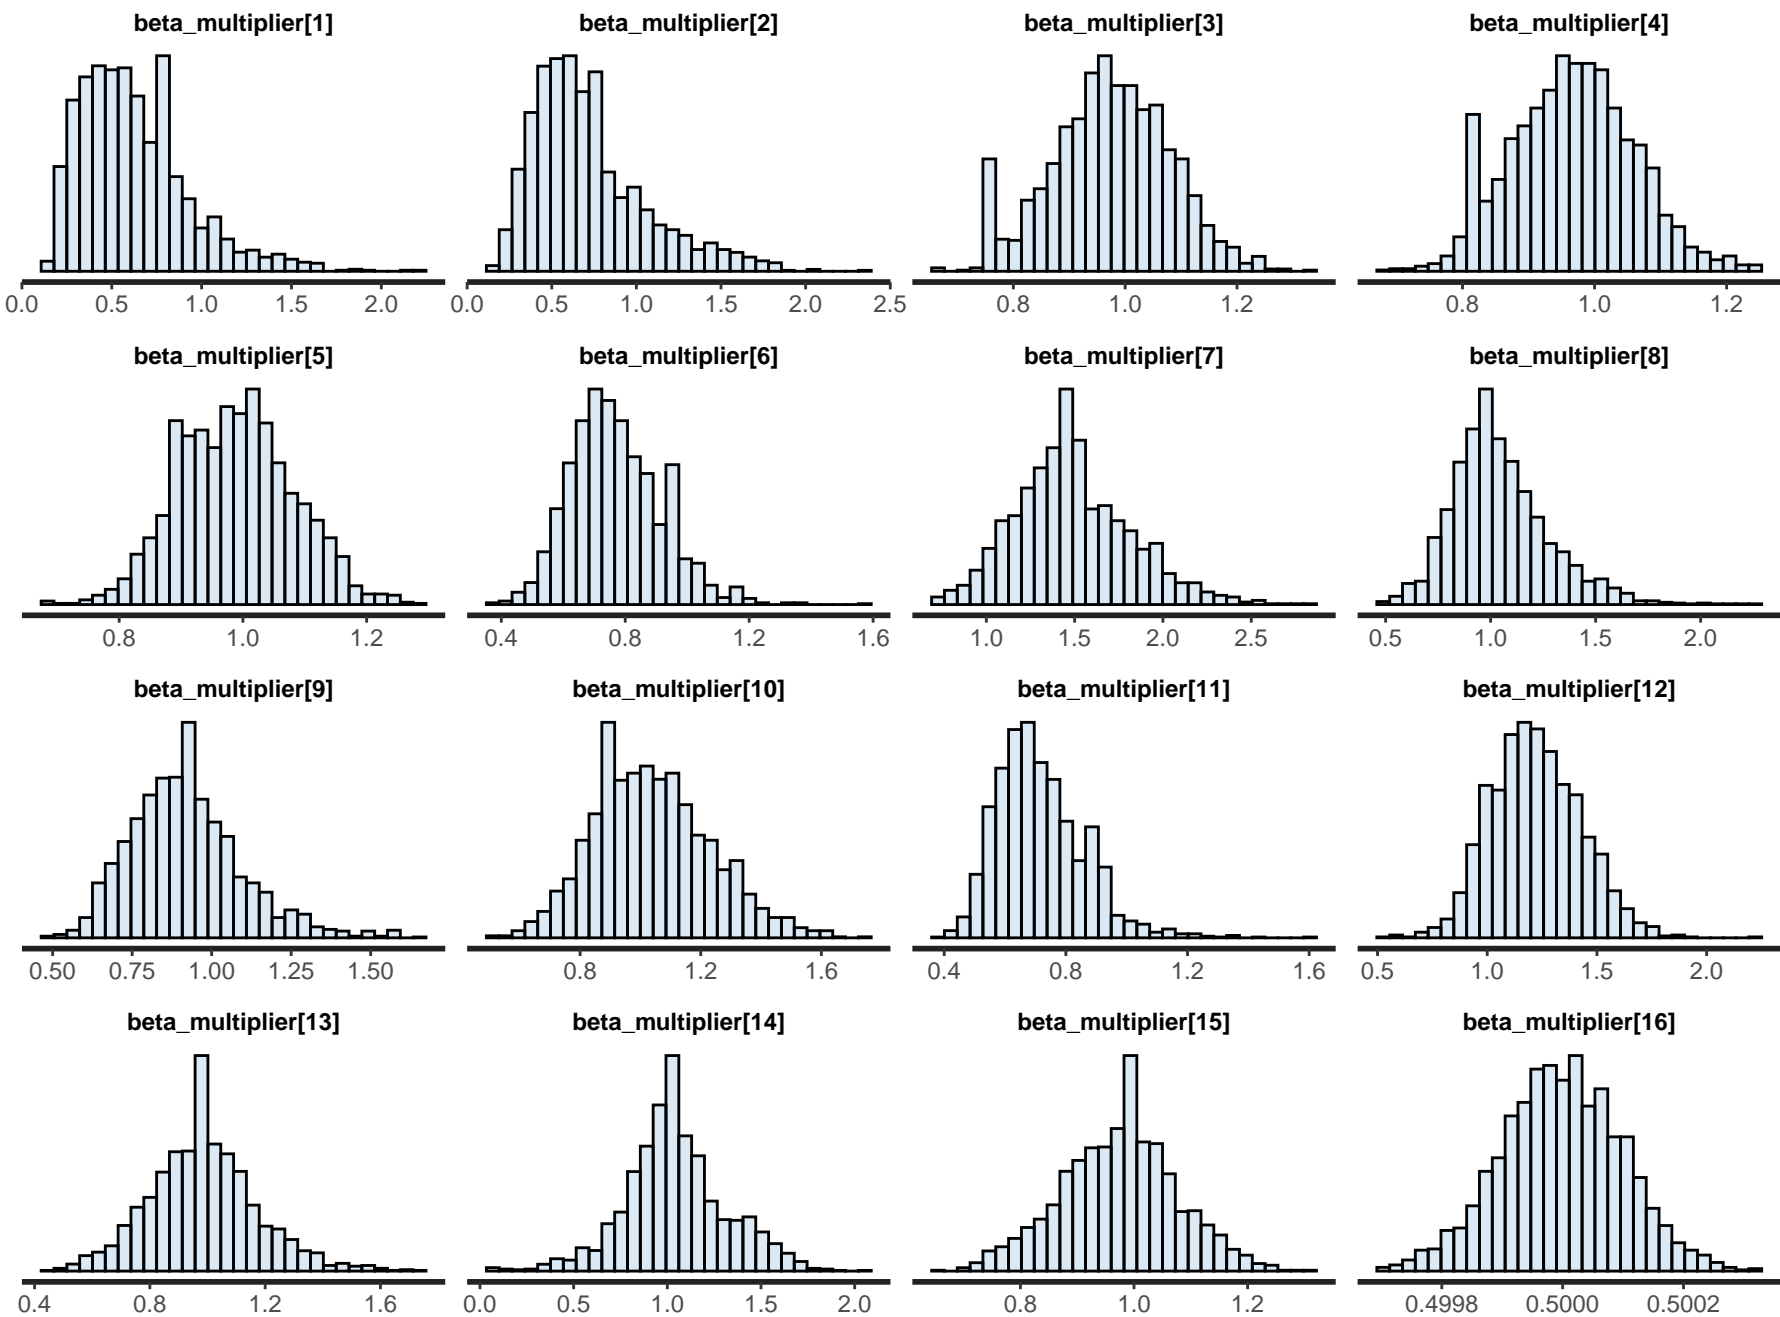 beta_multiplier[1] beta_multiplier[2] beta_multiplier[3] beta_multiplier[4]
0.0 0.5 1.0 1.5 2.0 0.0 0.5 1.0 1.5 2.0 2.5 0.8 1.0 1.2 0.8 1.0 1.2
beta_multiplier[5] beta_multiplier[6] beta_multiplier[7] beta_multiplier[8]
0.8 1.0 1.2 0.4 0.8 1.2 1.6 1.0 1.5 2.0 2.5 0.5 1.0 1.5 2.0
beta_multiplier[9] beta_multiplier[10] beta_multiplier[11] beta_multiplier[12]
0.50 0.75 1.00 1.25 1.50 0.8 1.2 1.6 0.4 0.8 1.2 1.6 0.5 1.0 1.5 2.0
beta_multiplier[13] beta_multiplier[14] beta_multiplier[15] beta_multiplier[16]
0.4 0.8 1.2 1.6 0.0 0.5 1.0 1.5 2.0 0.8 1.0 1.2 0.4998 0.5000 0.5002